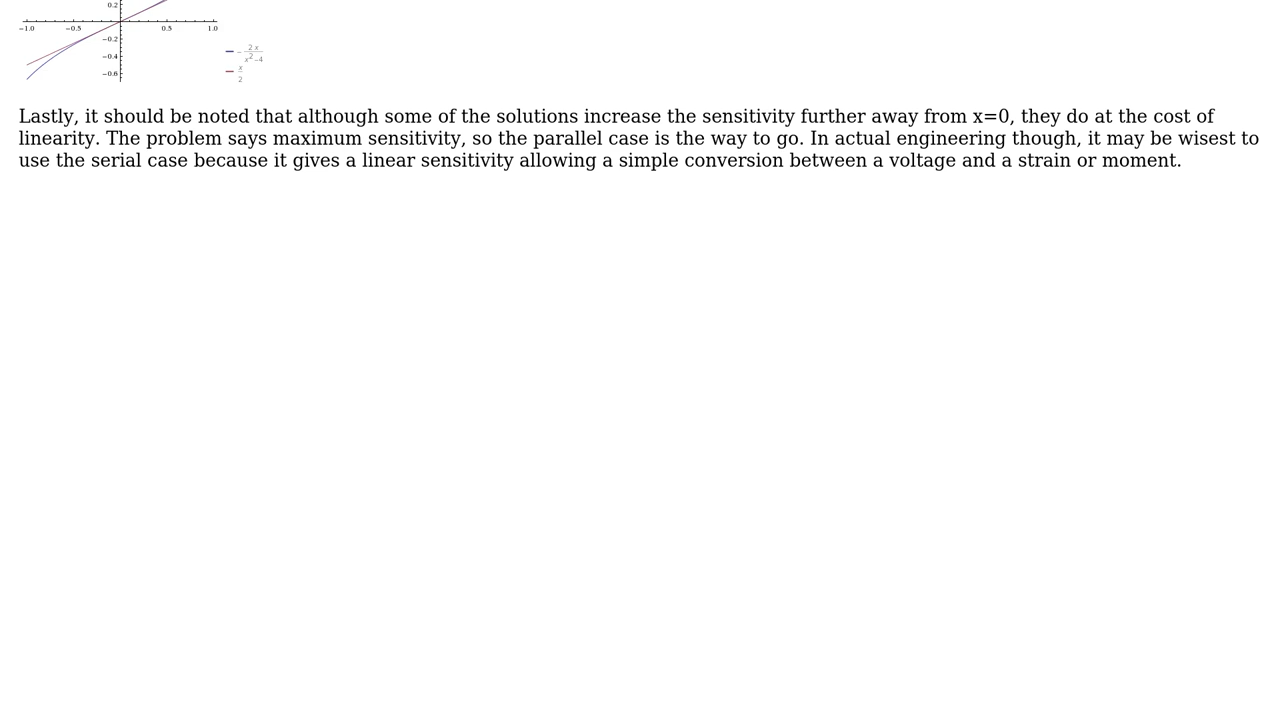 0.2
−1.0 −0.5 0.5 1.0
−0.2
−0.4
−0.6
− 2 x / x² −4
x / 2
Lastly, it should be noted that although some of the solutions increase the sensitivity further away from x=0, they do at the cost of
linearity. The problem says maximum sensitivity, so the parallel case is the way to go. In actual engineering though, it may be wisest to
use the serial case because it gives a linear sensitivity allowing a simple conversion between a voltage and a strain or moment.